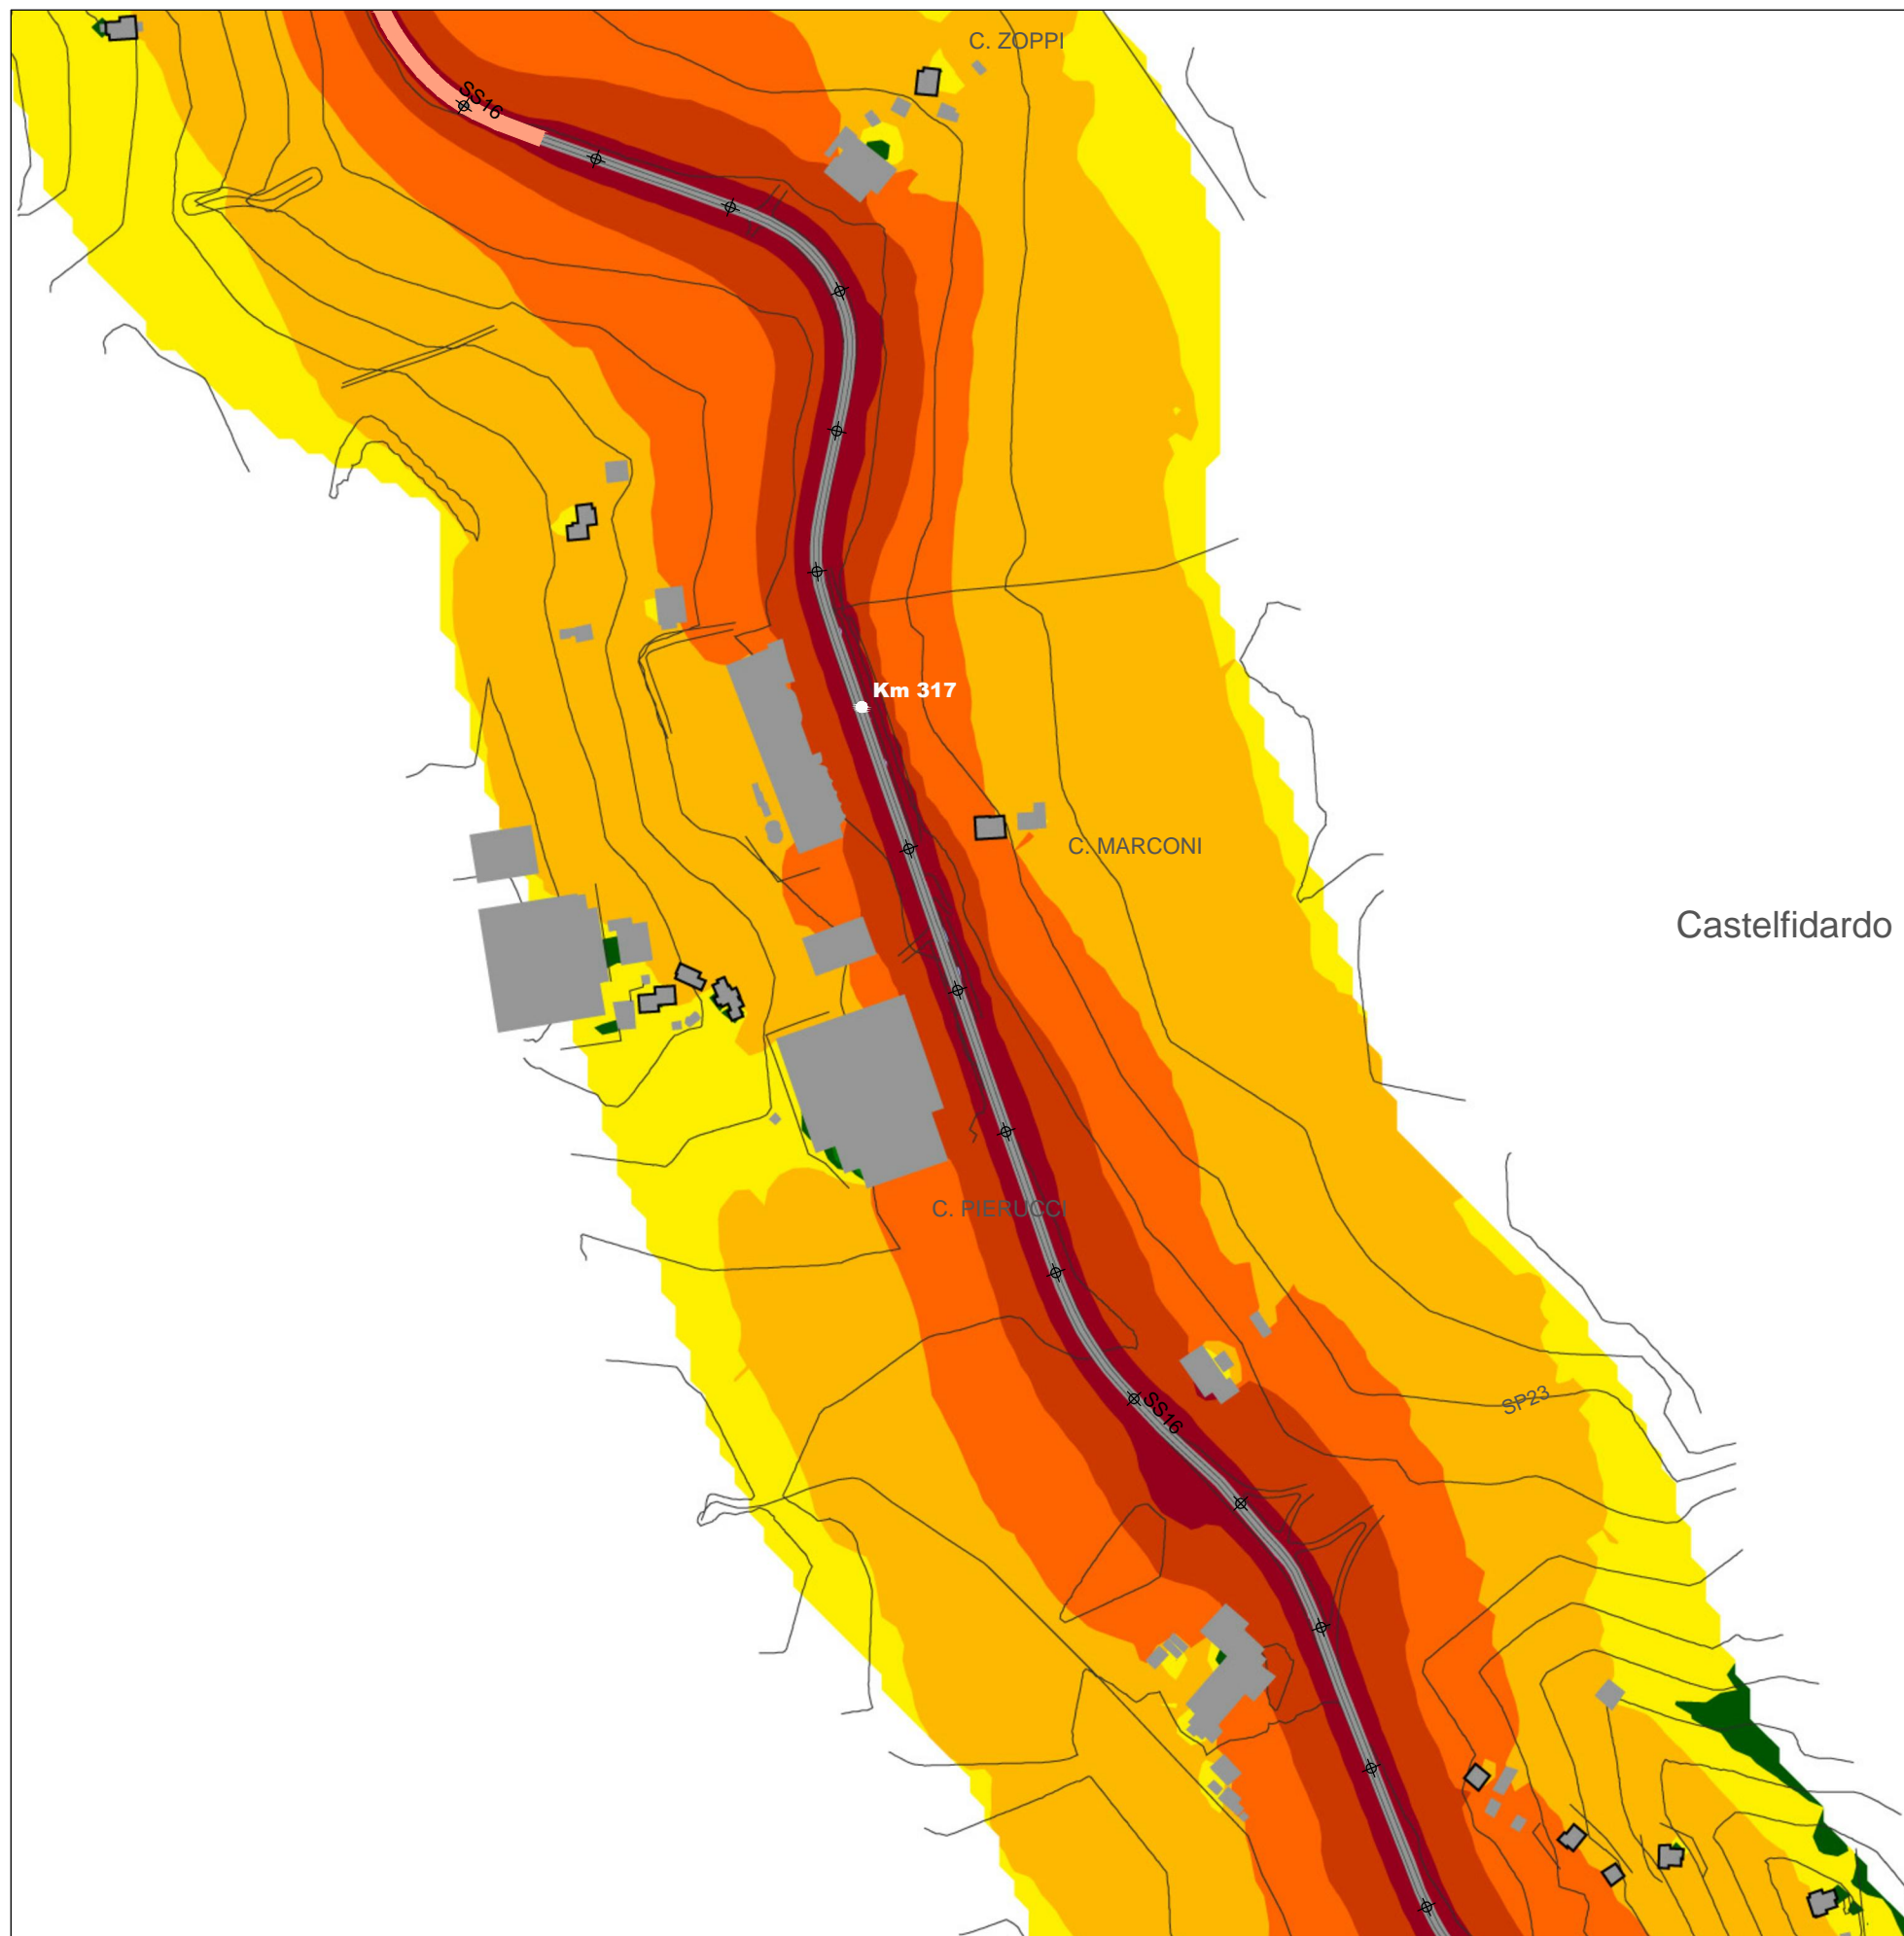 C. ZOPPI
SS16
Km 317
C. MARCONI
Castelfidardo
C. PIERUCCI
SP23
SS16